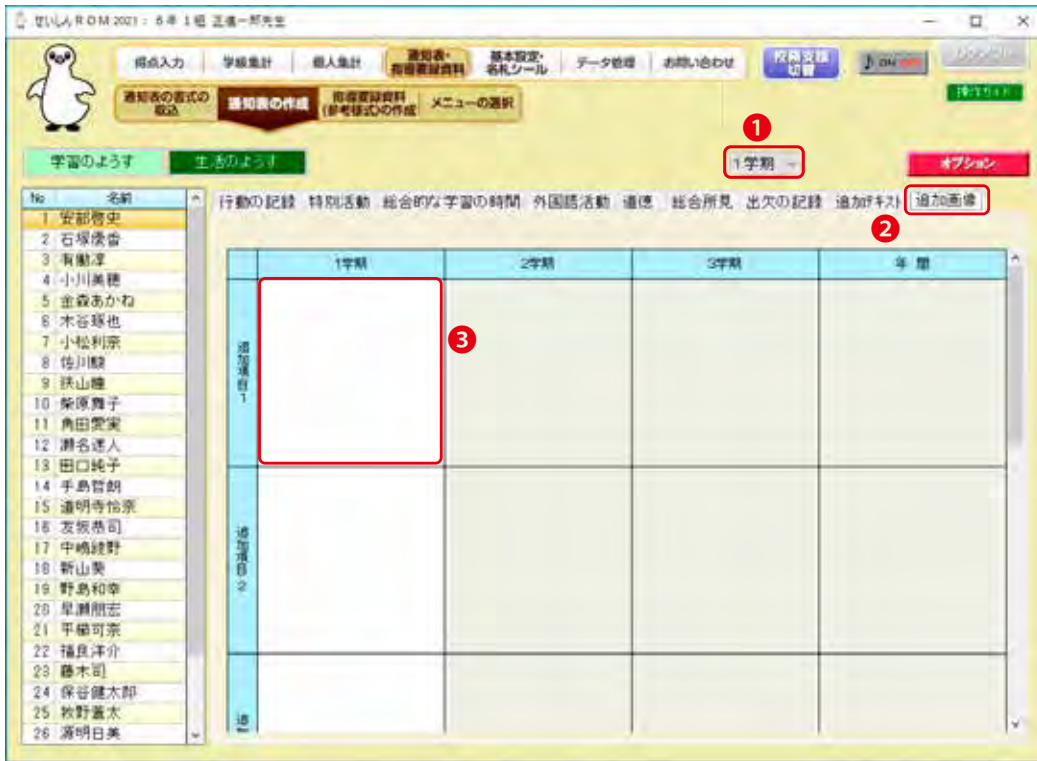 せいしんROM 2021： 6年 1組 正進一郎先生
得点入力 学級集計 個人集計 通知表・指導要録資料 基本設定・名札ツール データ管理 お問い合わせ 校務支援切替
通知表の書式の取込 通知表の作成 指導要録資料(参考様式)の作成 メニューの選択 操作ガイド
1
学習のようす 生活のようす 1学期 オプション
No 名前
行動の記録 特別活動 総合的な学習の時間 外国語活動 道徳 総合所見 出欠の記録 追加テキスト 追加画像
2
1学期 2学期 3学期 年間
3
追加項目1
追加項目2
追
1 安部啓史
2 石塚優香
3 有働淳
4 小川美穂
5 金森あかね
6 木谷琢也
7 小松利奈
8 佐川駿
9 狭山瞳
10 柴原舞子
11 角田愛実
12 瀬名達人
13 田口純子
14 手島哲朗
15 道明寺怜奈
16 友坂恭司
17 中嶋綾野
18 新山葵
19 野島和幸
20 早瀬朋宏
21 平櫛可奈
22 福良洋介
23 藤木司
24 保谷健太郎
25 牧野蓮太
26 源明日美